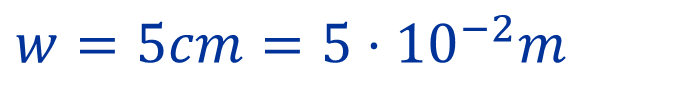 w = 5cm = 5 · 10⁻²m